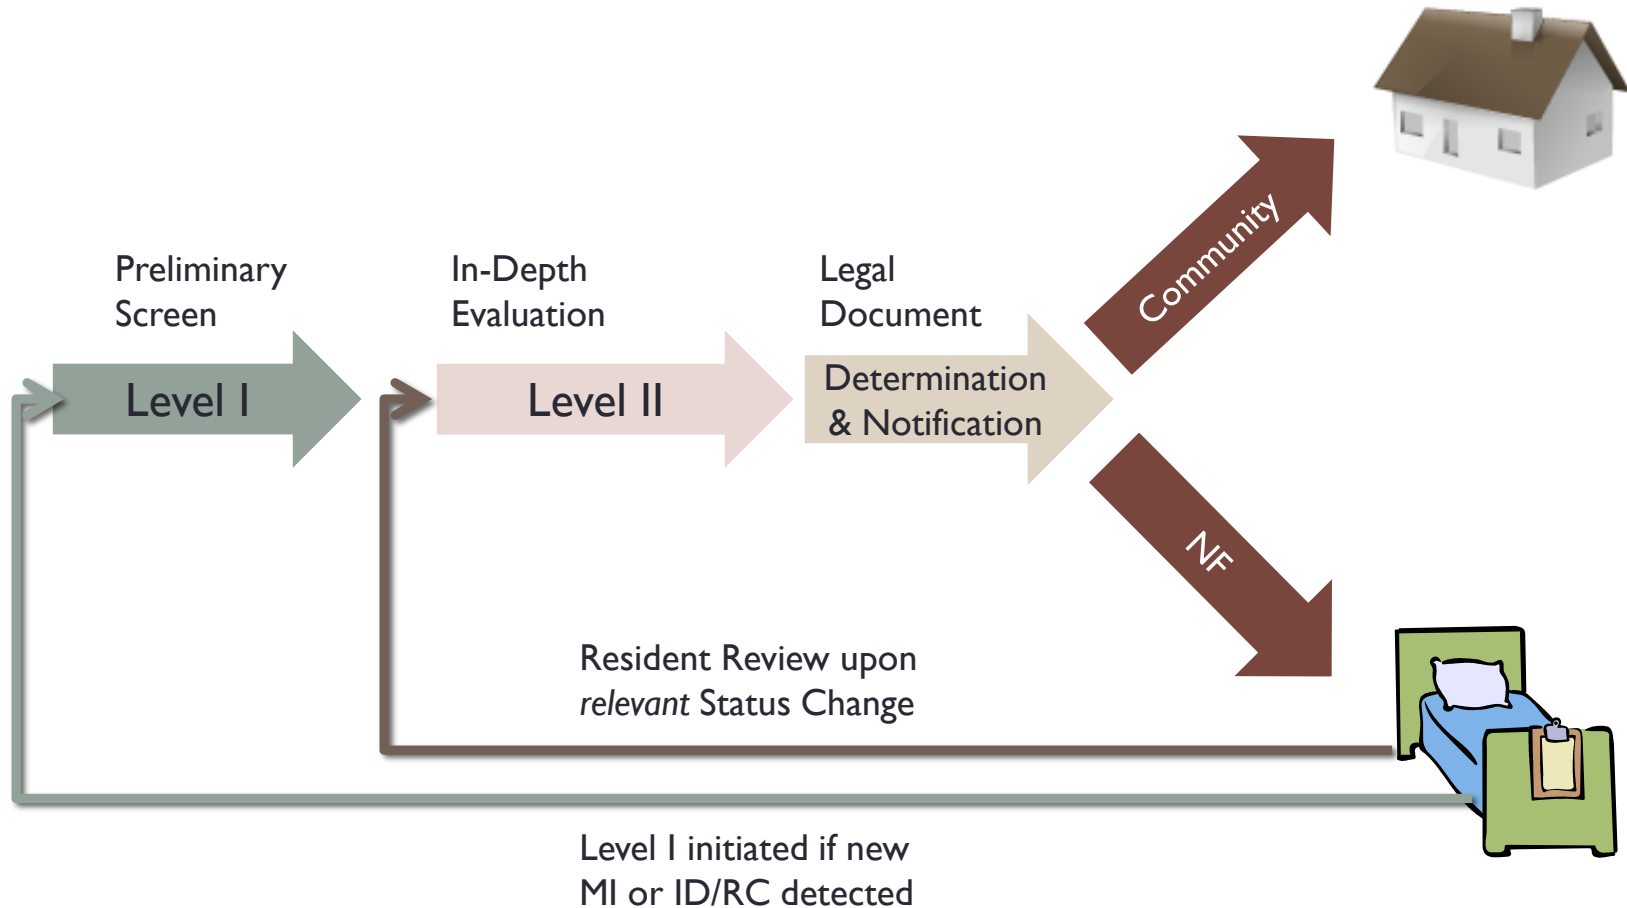 Preliminary
Screen
Level I
In-Depth
Evaluation
Level II
Legal
Document
Determination
& Notification
Community
NF
Resident Review upon
relevant Status Change
Level I initiated if new
MI or ID/RC detected